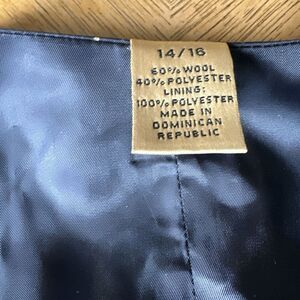 14/16
60% WOOL
40% POLYESTER
LINING:
100% POLYESTER
MADE IN
DOMINICAN
REPUBLIC